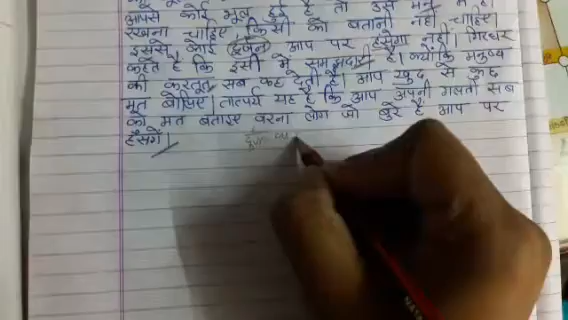 आपसे कोई भूल हुई है तो उसे मन में ही
रखना चाहिए, किसी को बताना नहीं चाहिए।
इससे कोई दुर्जन आप पर हंसेगा नहीं। गिरधर
कहते है कि इसी में समझदारी है। क्योंकि मनुष्य
की करतूत सब कह देती है। आप खुद से कुछ
मत बोलिए। तात्पर्य यह है कि आप अपनी गलती सब
को मत बताइए वरना लोग जो बुरे है आप पर
हँसेगें।